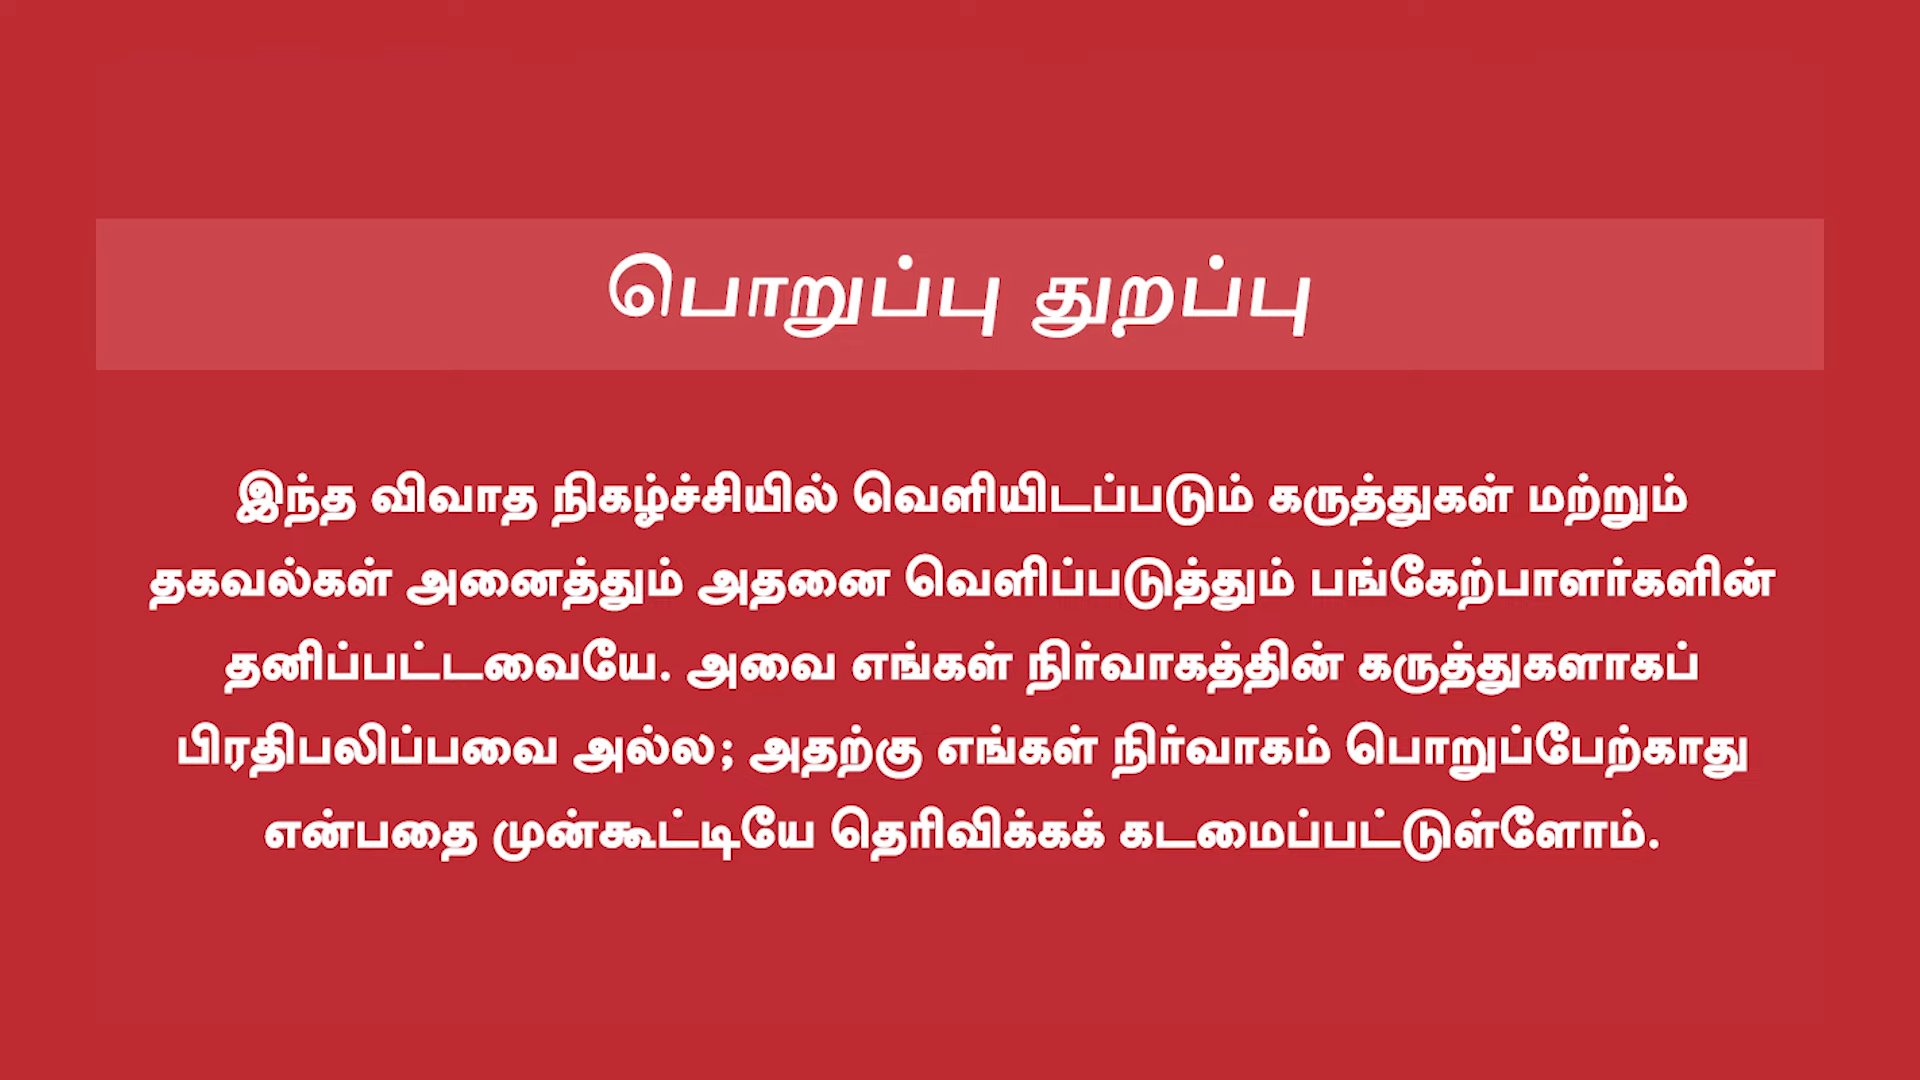 பொறுப்பு துறப்பு
இந்த விவாத நிகழ்ச்சியில் வெளியிடப்படும் கருத்துகள் மற்றும்
தகவல்கள் அனைத்தும் அதனை வெளிப்படுத்தும் பங்கேற்பாளர்களின்
தனிப்பட்டவையே. அவை எங்கள் நிர்வாகத்தின் கருத்துகளாகப்
பிரதிபலிப்பவை அல்ல; அதற்கு எங்கள் நிர்வாகம் பொறுப்பேற்காது
என்பதை முன்கூட்டியே தெரிவிக்கக் கடமைப்பட்டுள்ளோம்.